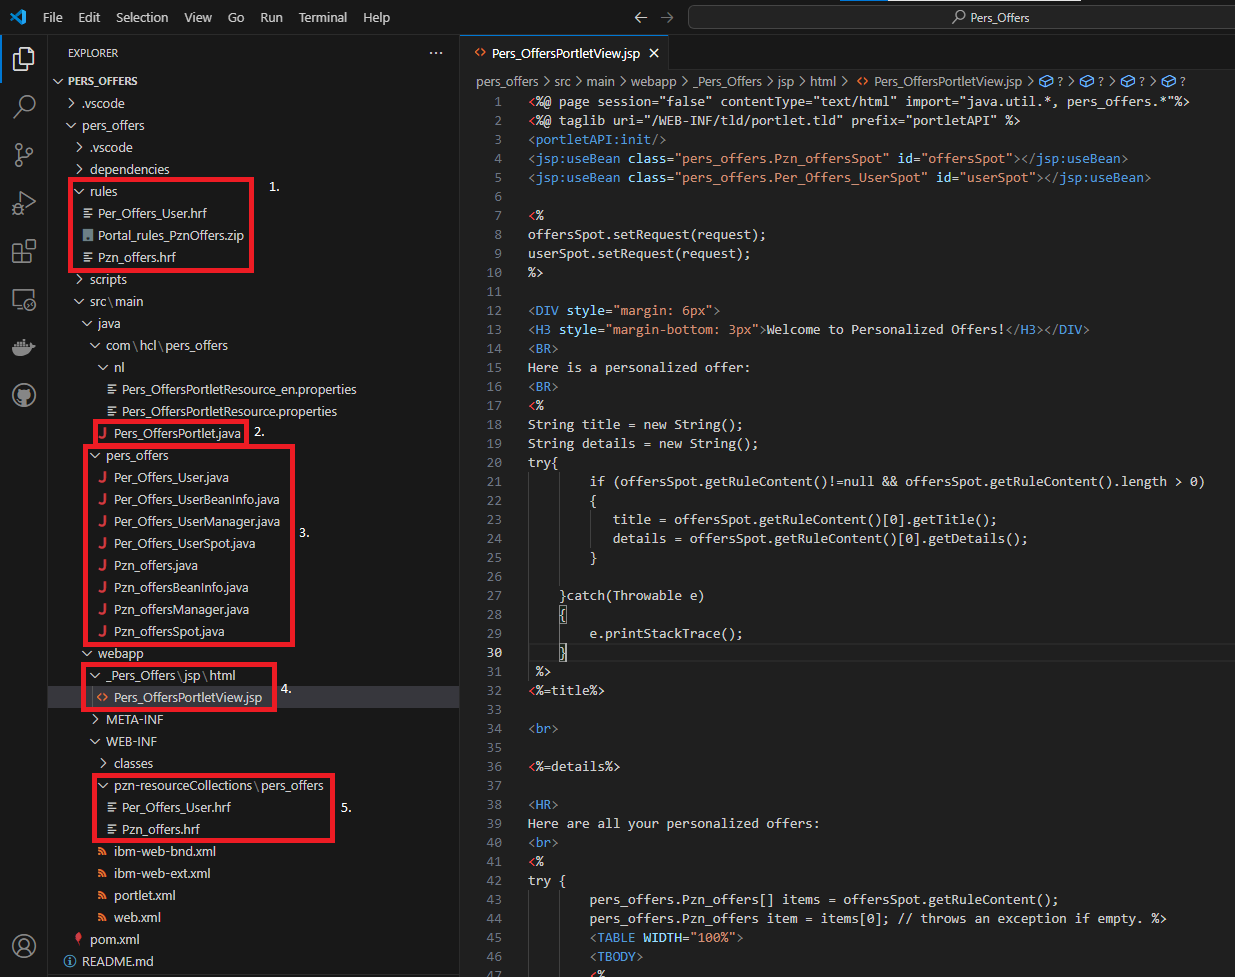 File Edit Selection View Go Run Terminal Help
Pers_Offers
EXPLORER
PERS_OFFERS
.vscode
pers_offers
.vscode
dependencies
rules
1.
Per_Offers_User.hrf
Portal_rules_PznOffers.zip
Pzn_offers.hrf
scripts
src\main
java
com\hcl\pers_offers
nl
Pers_OffersPortletResource_en.properties
Pers_OffersPortletResource.properties
Pers_OffersPortlet.java
2.
pers_offers
Per_Offers_User.java
Per_Offers_UserBeanInfo.java
Per_Offers_UserManager.java
Per_Offers_UserSpot.java
3.
Pzn_offers.java
Pzn_offersBeanInfo.java
Pzn_offersManager.java
Pzn_offersSpot.java
webapp
_Pers_Offers\jsp\html
4.
Pers_OffersPortletView.jsp
META-INF
WEB-INF
classes
pzn-resourceCollections\pers_offers
Per_Offers_User.hrf
5.
Pzn_offers.hrf
ibm-web-bnd.xml
ibm-web-ext.xml
portlet.xml
web.xml
pom.xml
README.md
Pers_OffersPortletView.jsp
pers_offers > src > main > webapp > _Pers_Offers > jsp > html > Pers_OffersPortletView.jsp > ? > ? > ? > ?
1 <%@ page session="false" contentType="text/html" import="java.util.*, pers_offers.*"%>
2 <%@ taglib uri="/WEB-INF/tld/portlet.tld" prefix="portletAPI" %>
3 <portletAPI:init/>
4 <jsp:useBean class="pers_offers.Pzn_offersSpot" id="offersSpot"></jsp:useBean>
5 <jsp:useBean class="pers_offers.Per_Offers_UserSpot" id="userSpot"></jsp:useBean>
6
7 <%
8 offersSpot.setRequest(request);
9 userSpot.setRequest(request);
10 %>
11
12 <DIV style="margin: 6px">
13 <H3 style="margin-bottom: 3px">Welcome to Personalized Offers!</H3></DIV>
14 <BR>
15 Here is a personalized offer:
16 <BR>
17 <%
18 String title = new String();
19 String details = new String();
20 try{
21 if (offersSpot.getRuleContent()!=null && offersSpot.getRuleContent().length > 0)
22 {
23 title = offersSpot.getRuleContent()[0].getTitle();
24 details = offersSpot.getRuleContent()[0].getDetails();
25 }
26
27 }catch(Throwable e)
28 {
29 e.printStackTrace();
30 }
31 %>
32 <%=title%>
33
34 <br>
35
36 <%=details%>
37
38 <HR>
39 Here are all your personalized offers:
40 <br>
41 <%
42 try {
43 pers_offers.Pzn_offers[] items = offersSpot.getRuleContent();
44 pers_offers.Pzn_offers item = items[0]; // throws an exception if empty. %>
45 <TABLE WIDTH="100%">
46 <TBODY>
47 <%